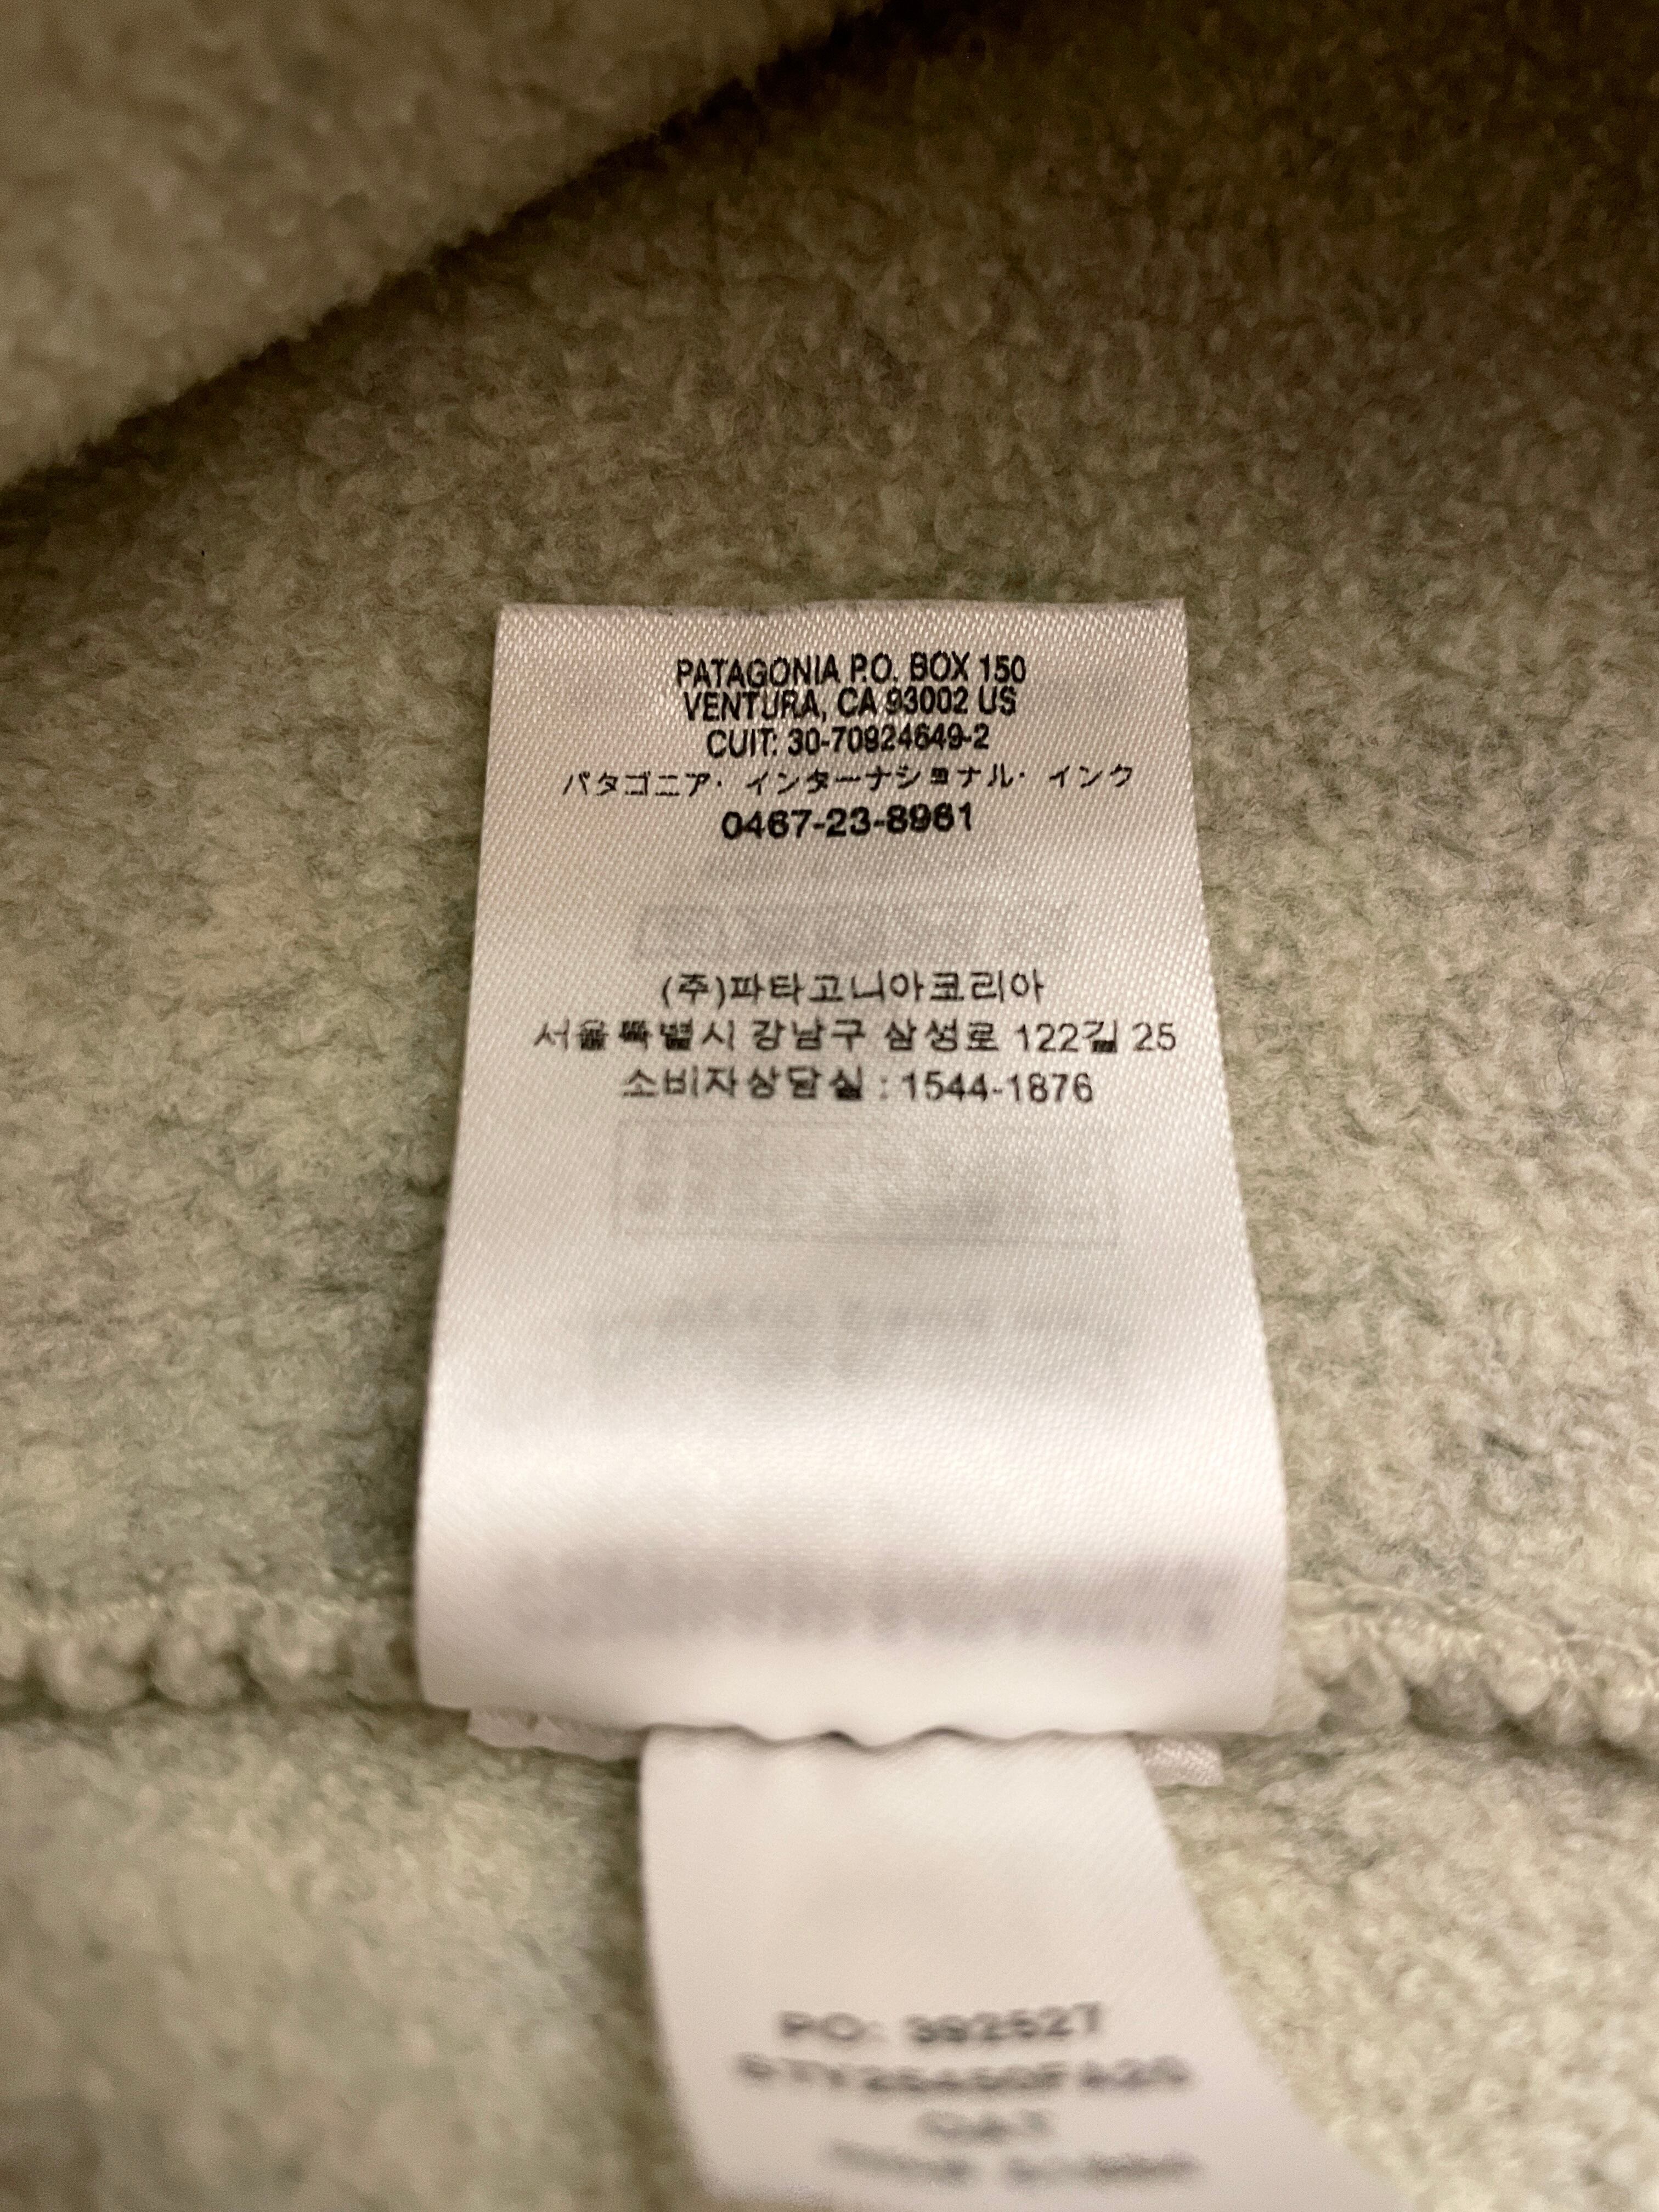 PATAGONIA P.O. BOX 150
VENTURA, CA 93002 US
CUIT: 30-70924649-2
パタゴニア・インターナショナル・インク
0467-23-8961
(주)파타고니아코리아
서울특별시 강남구 삼성로 122길 25
소비자상담실 : 1544-1876
PO: 392527